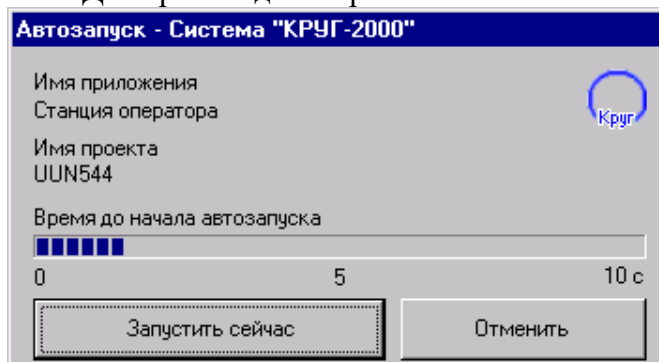 Автозапуск - Система "КРУГ-2000"
Имя приложения
Станция оператора
Круг
Имя проекта
UUN544
Время до начала автозапуска
0 5 10 с
Запустить сейчас Отменить